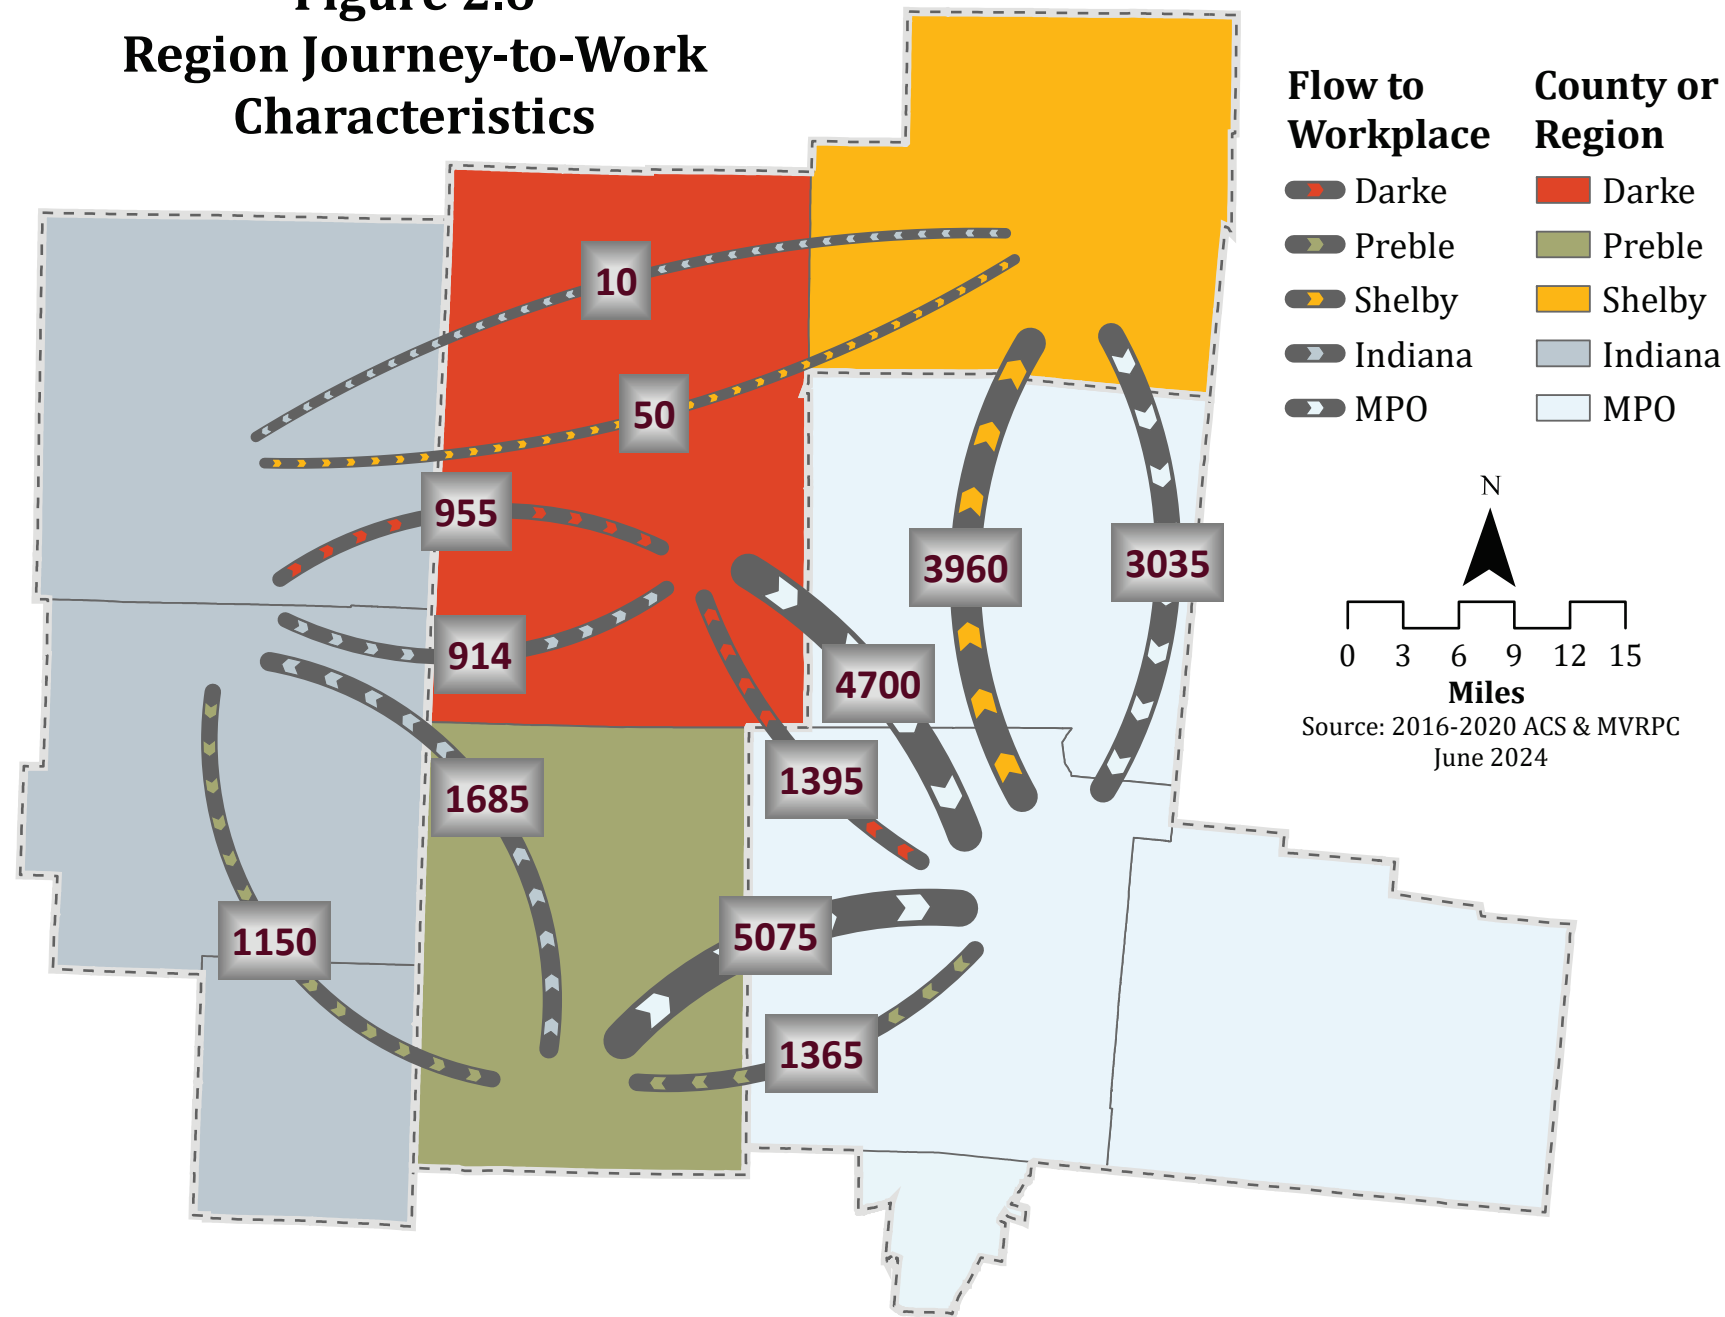 Region Journey-to-Work
Characteristics
Flow to
Workplace
Darke
Preble
Shelby
Indiana
MPO
County or
Region
Darke
Preble
Shelby
Indiana
MPO
N
0 3 6 9 12 15
Miles
Source: 2016-2020 ACS & MVRPC
June 2024
10
50
955
914
3960
3035
4700
1395
1685
1150
5075
1365